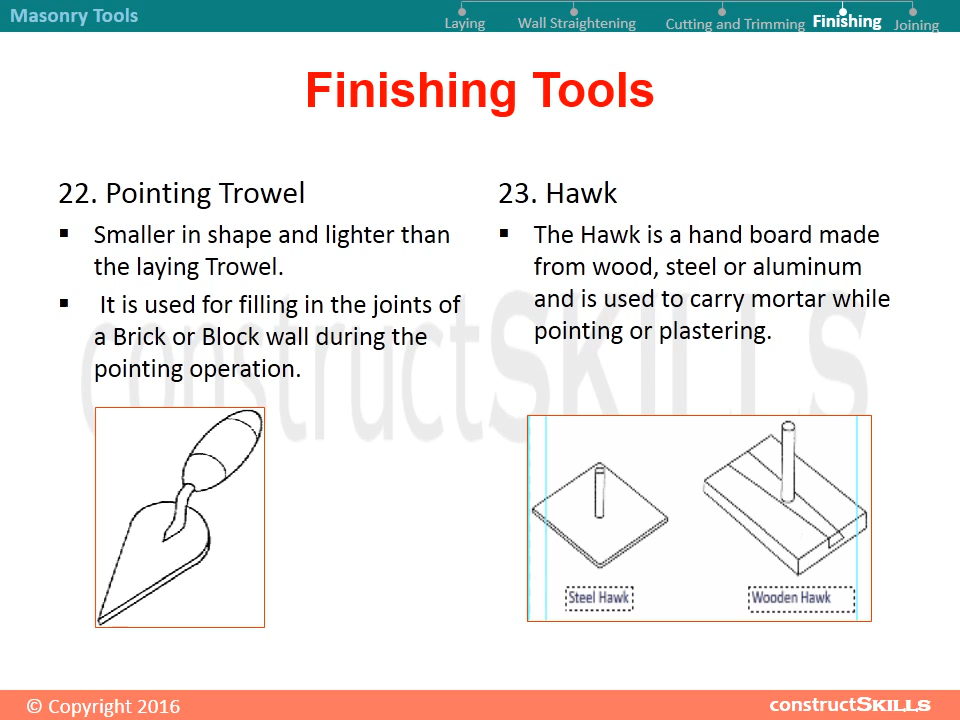 Masonry Tools
Laying
Wall Straightening
Cutting and Trimming
Finishing
Joining
Finishing Tools
22. Pointing Trowel
▪ Smaller in shape and lighter than
the laying Trowel.
▪ It is used for filling in the joints of
a Brick or Block wall during the
pointing operation.
23. Hawk
▪ The Hawk is a hand board made
from wood, steel or aluminum
and is used to carry mortar while
pointing or plastering.
constructSKILLS
Steel Hawk
Wooden Hawk
© Copyright 2016
constructSKILLS